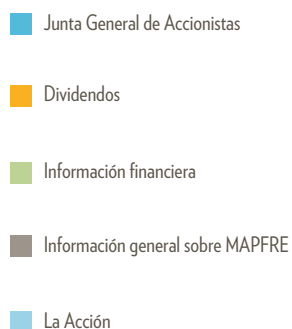 Junta General de Accionistas
Dividendos
Información financiera
Información general sobre MAPFRE
La Acción